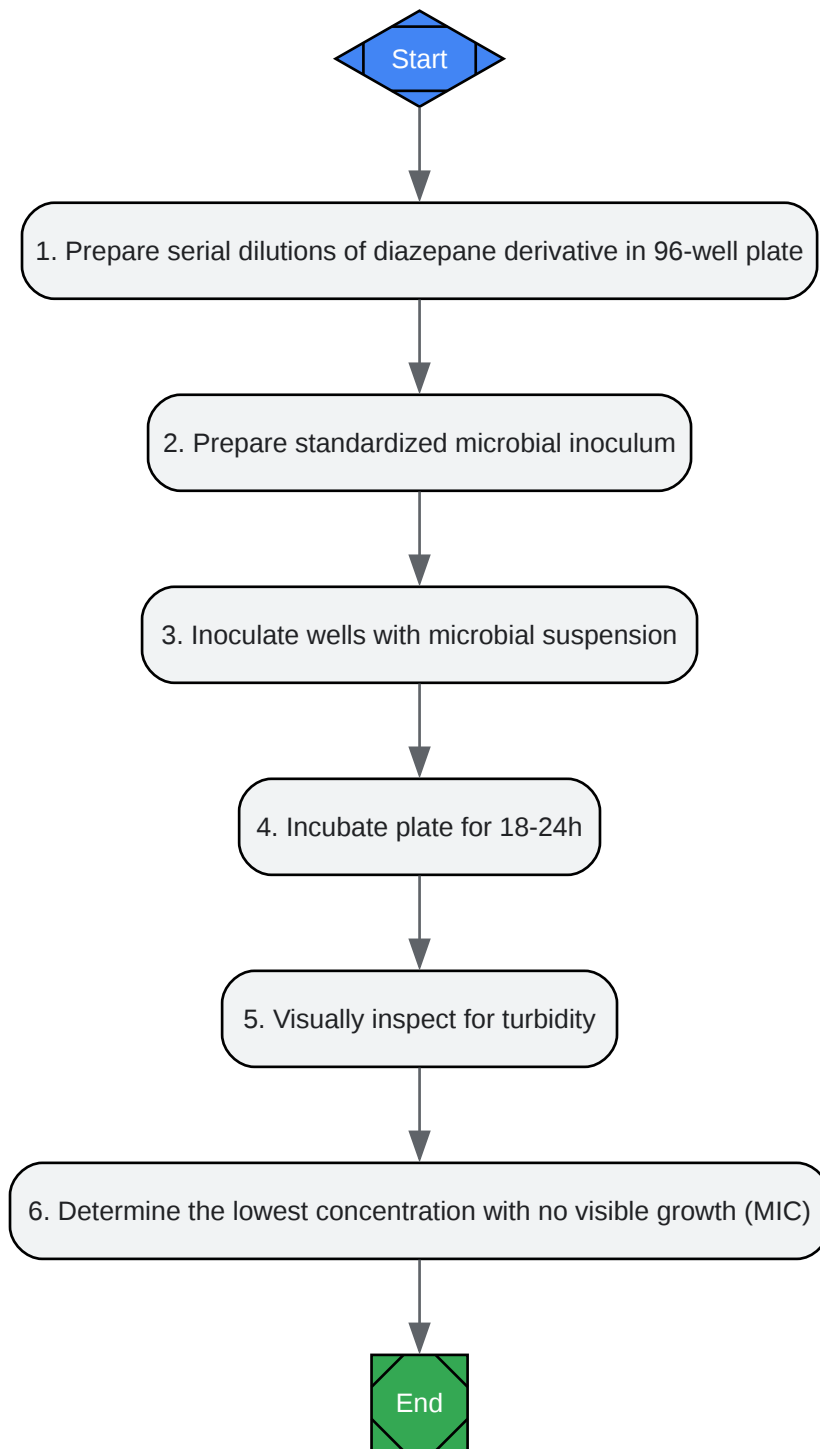 Start
1. Prepare serial dilutions of diazepane derivative in 96-well plate
2. Prepare standardized microbial inoculum
3. Inoculate wells with microbial suspension
4. Incubate plate for 18-24h
5. Visually inspect for turbidity
6. Determine the lowest concentration with no visible growth (MIC)
End